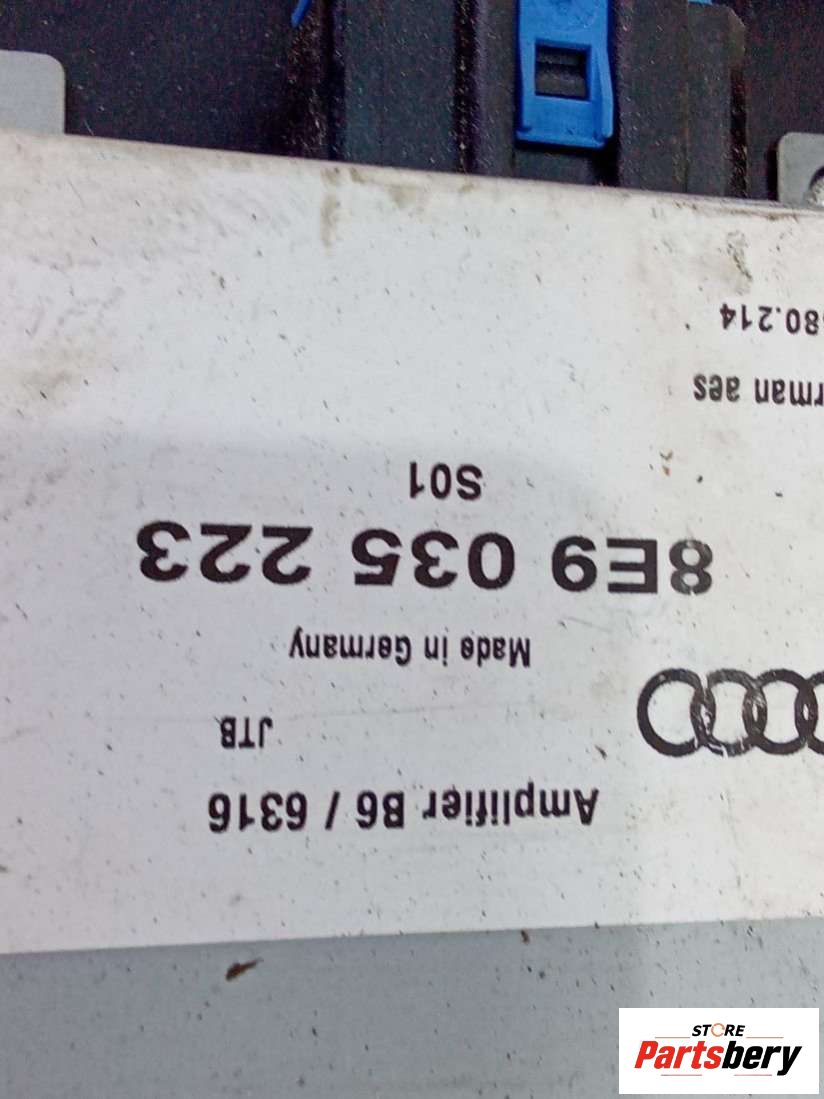 Amplifier B6 / 6316
JTB
Made in Germany
8E9 035 223
S01
rman aes
80.214
STORE
Partsbery